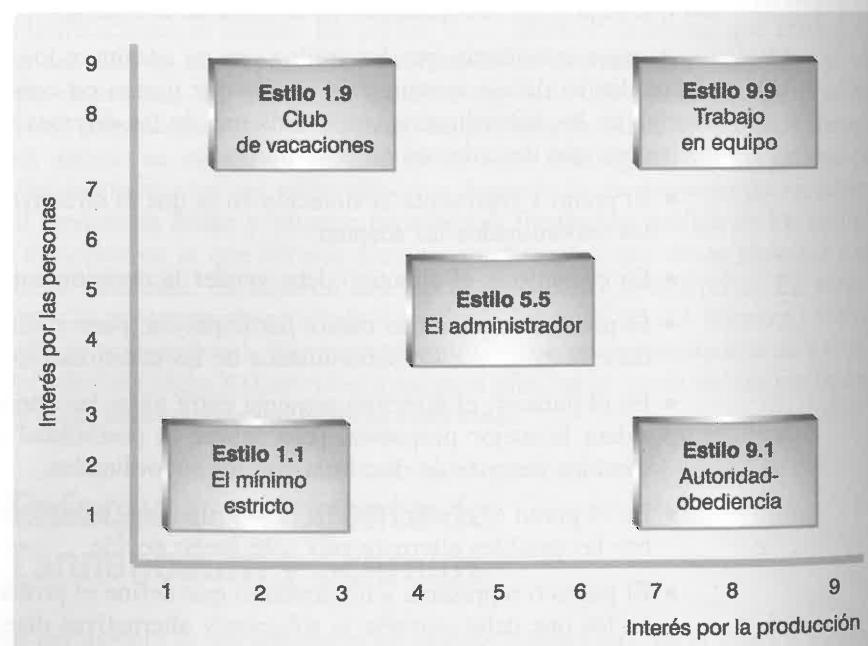 9
8
7
6
5
4
3
2
1
Interés por las personas
Estilo 1.9
Club
de vacaciones
Estilo 9.9
Trabajo
en equipo
Estilo 5.5
El administrador
Estilo 1.1
El mínimo
estricto
Estilo 9.1
Autoridad-
obediencia
1 2 3 4 5 6 7 8 9
Interés por la producción